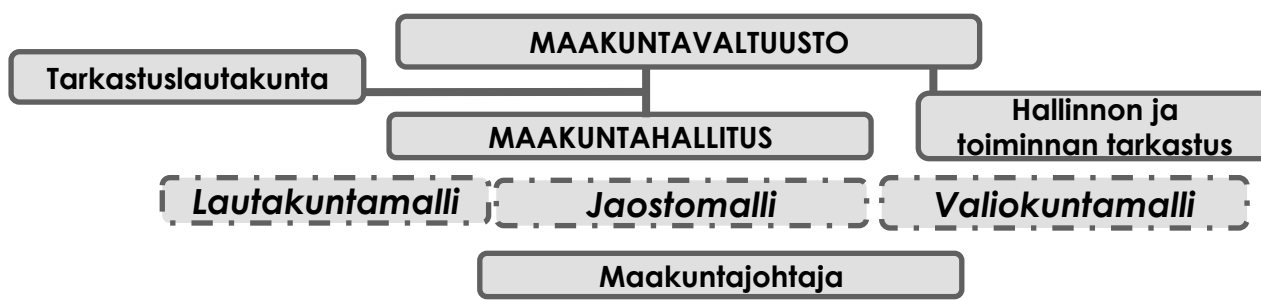 MAAKUNTAVALTUUSTO
Tarkastuslautakunta
Hallinnon ja
toiminnan tarkastus
MAAKUNTAHALLITUS
Lautakuntamalli
Jaostomalli
Valiokuntamalli
Maakuntajohtaja